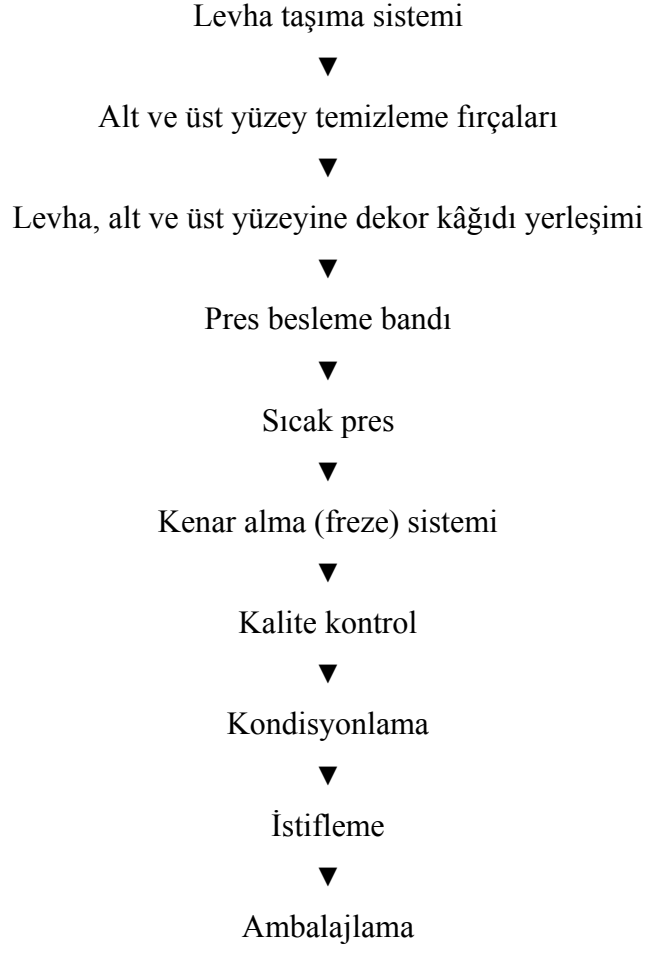 Levha taşıma sistemi
▼
Alt ve üst yüzey temizleme fırçaları
▼
Levha, alt ve üst yüzeyine dekor kâğıdı yerleşimi
▼
Pres besleme bandı
▼
Sıcak pres
▼
Kenar alma (freze) sistemi
▼
Kalite kontrol
▼
Kondisyonlama
▼
İstifleme
▼
Ambalajlama